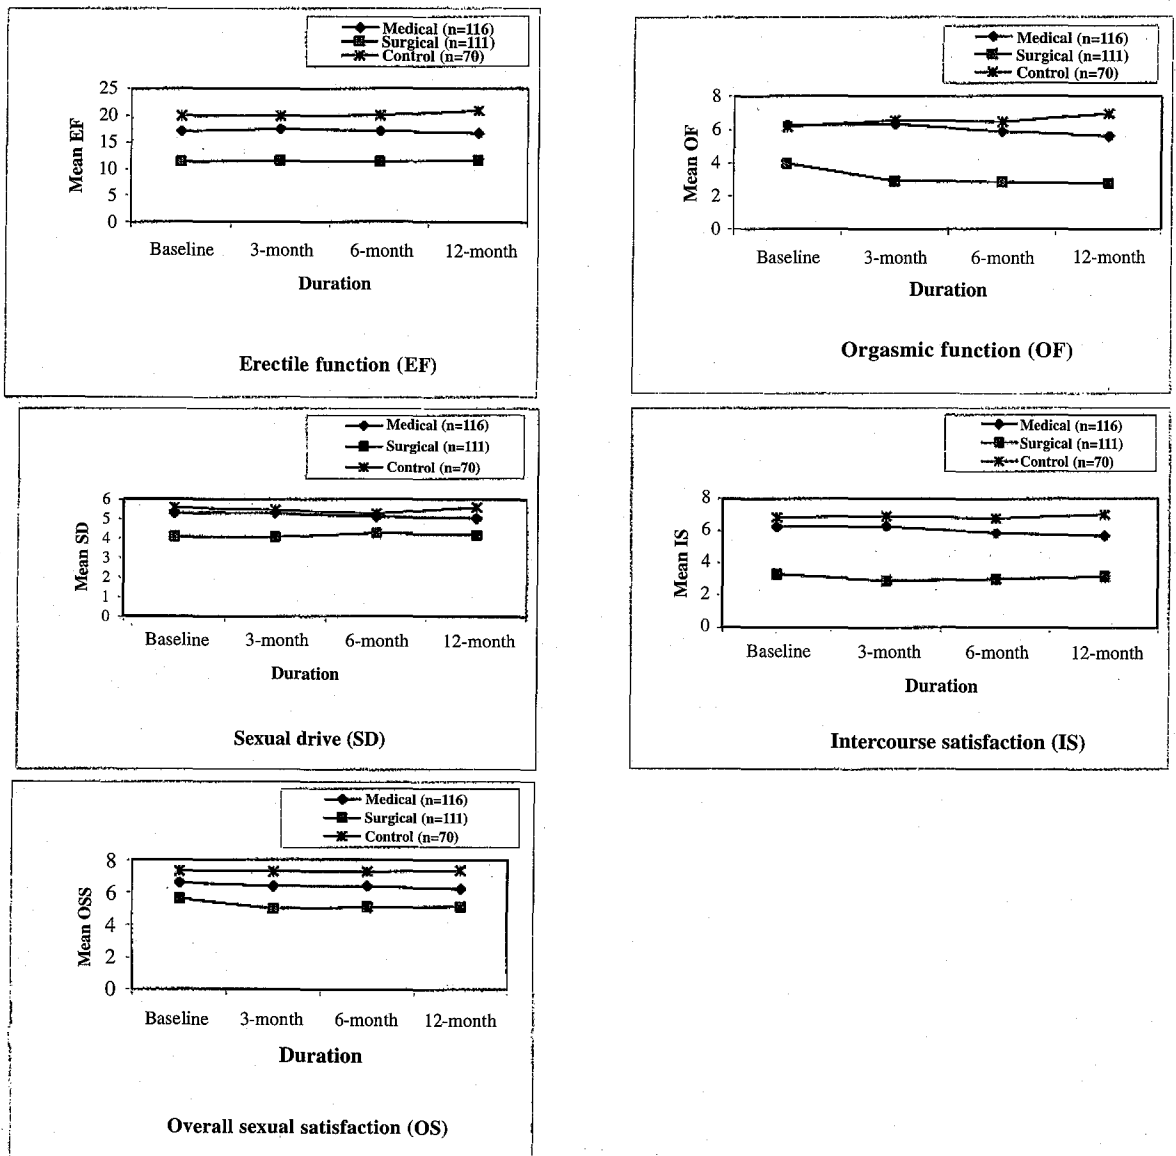 Medical (n=116)
Surgical (n=111)
Control (n=70)
25
20
15
10
5
0
Mean EF
Baseline 3-month 6-month 12-month
Duration
Erectile function (EF)
Medical (n=116)
Surgical (n=111)
Control (n=70)
8
6
4
2
0
Mean OF
Baseline 3-month 6-month 12-month
Duration
Orgasmic function (OF)
Medical (n=116)
Surgical (n=111)
Control (n=70)
6
5
4
3
2
1
0
Mean SD
Baseline 3-month 6-month 12-month
Duration
Sexual drive (SD)
Medical (n=116)
Surgical (n=111)
Control (n=70)
8
6
4
2
0
Mean IS
Baseline 3-month 6-month 12-month
Duration
Intercourse satisfaction (IS)
Medical (n=116)
Surgical (n=111)
Control (n=70)
8
6
4
2
0
Mean OSS
Baseline 3-month 6-month 12-month
Duration
Overall sexual satisfaction (OS)